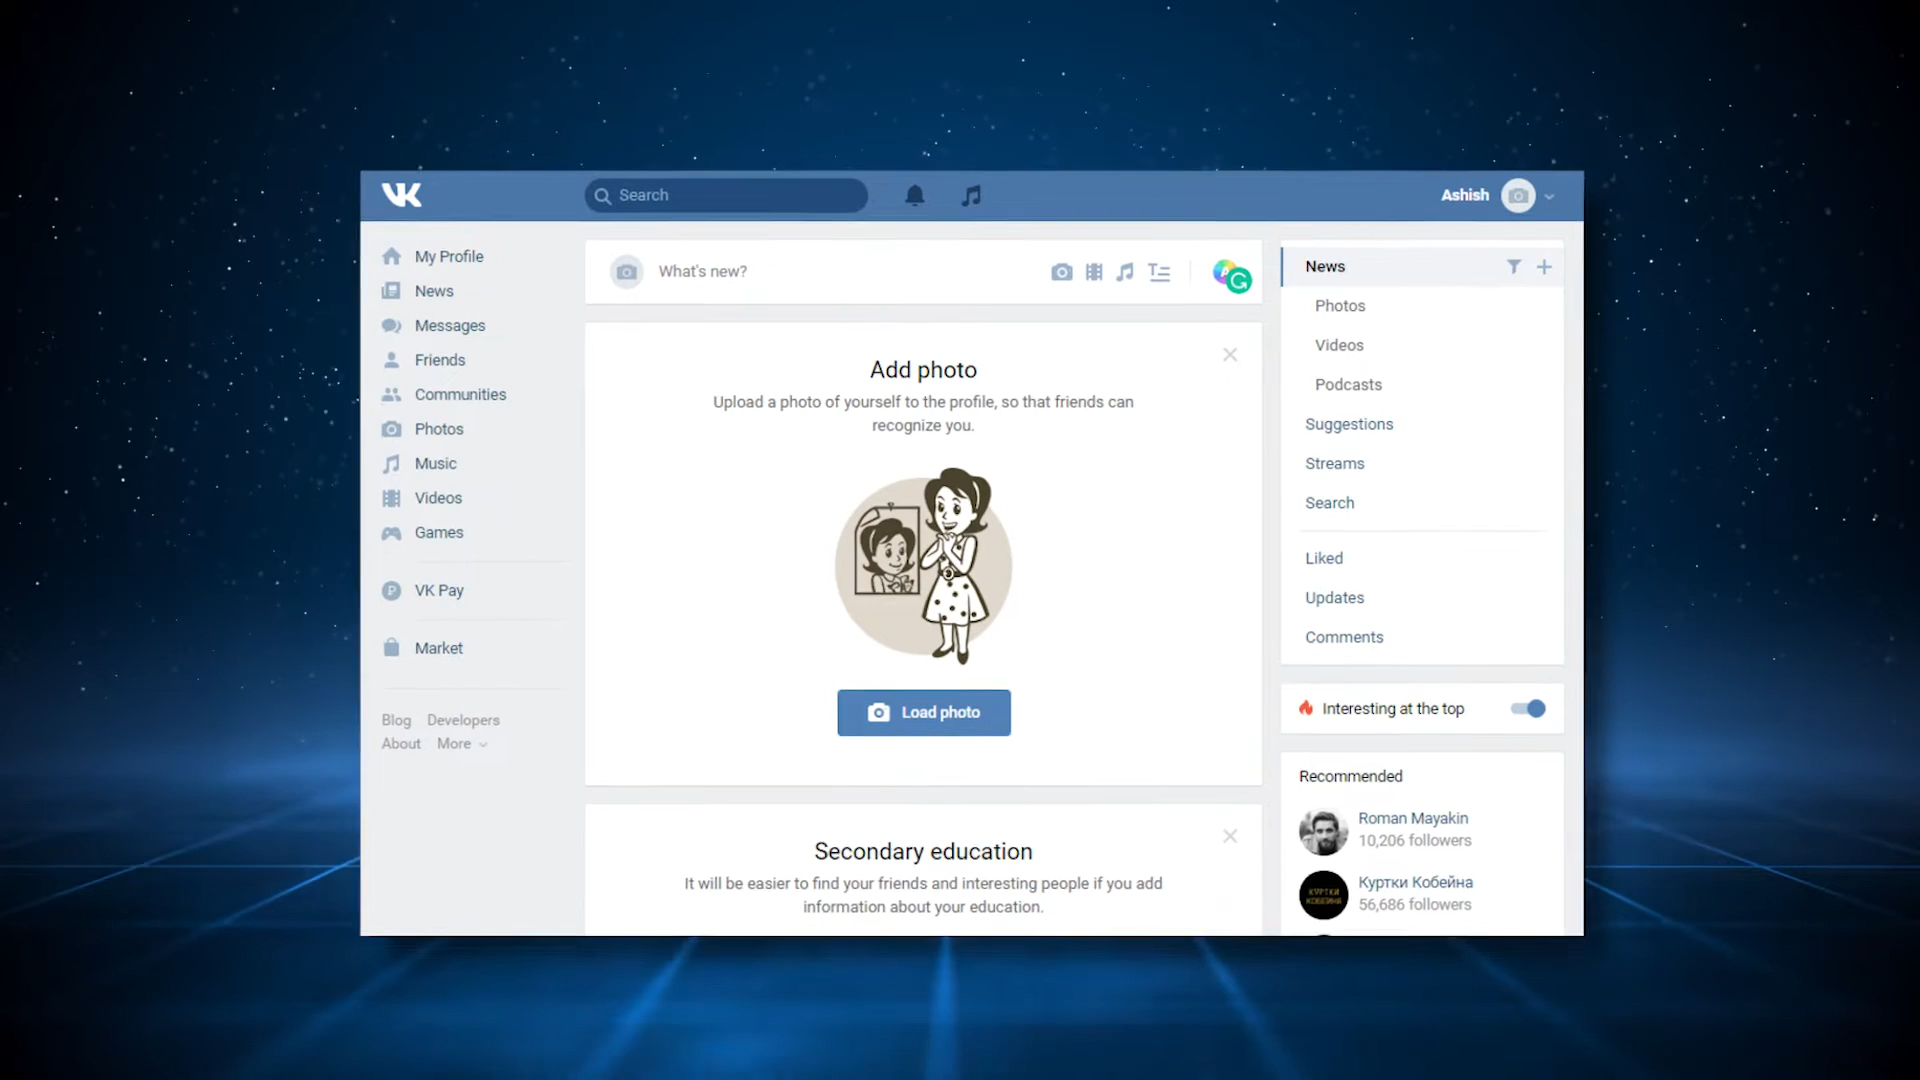 VK
Search
Ashish
My Profile
News
Messages
Friends
Communities
Photos
Music
Videos
Games
VK Pay
Market
Blog Developers
About More
What's new?
Add photo
Upload a photo of yourself to the profile, so that friends can
recognize you.
Load photo
Secondary education
It will be easier to find your friends and interesting people if you add
information about your education.
News
Photos
Videos
Podcasts
Suggestions
Streams
Search
Liked
Updates
Comments
Interesting at the top
Recommended
Roman Mayakin
10,206 followers
КУРТКИ
КОБЕЙНА
Куртки Кобейна
56,686 followers